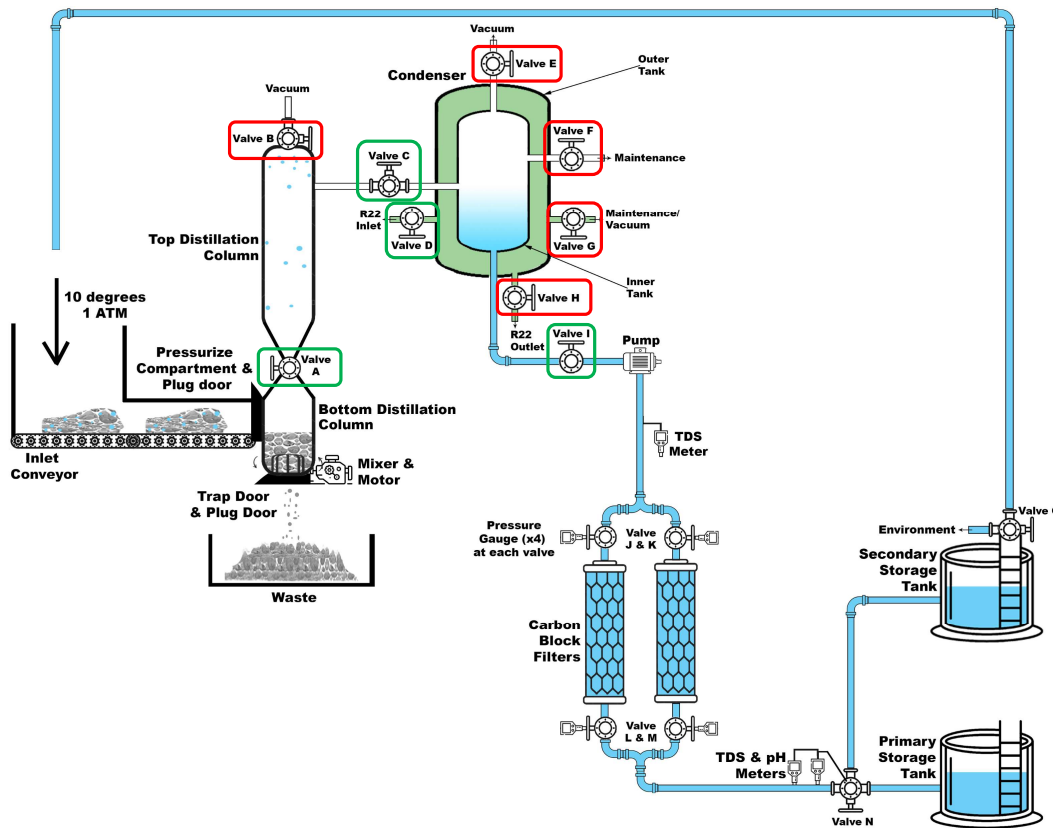 Vacuum
Valve E
Condenser
Outer
Tank
Vacuum
Valve B
Valve C
Valve F
Maintenance
R22
Inlet
Valve D
Maintenance/
Vacuum
Valve G
Top Distillation
Column
Inner
Tank
Valve H
10 degrees
1 ATM
R22
Outlet
Valve I
Pump
Pressurize
Compartment &
Plug door
Valve
A
Bottom Distillation
Column
TDS
Meter
Inlet
Conveyor
Mixer &
Motor
Trap Door
& Plug Door
Waste
Pressure
Gauge (x4)
at each valve
Valve
J & K
Environment
Valve
Secondary
Storage
Tank
Carbon
Block
Filters
Valve
L & M
TDS & pH
Meters
Primary
Storage
Tank
Valve N